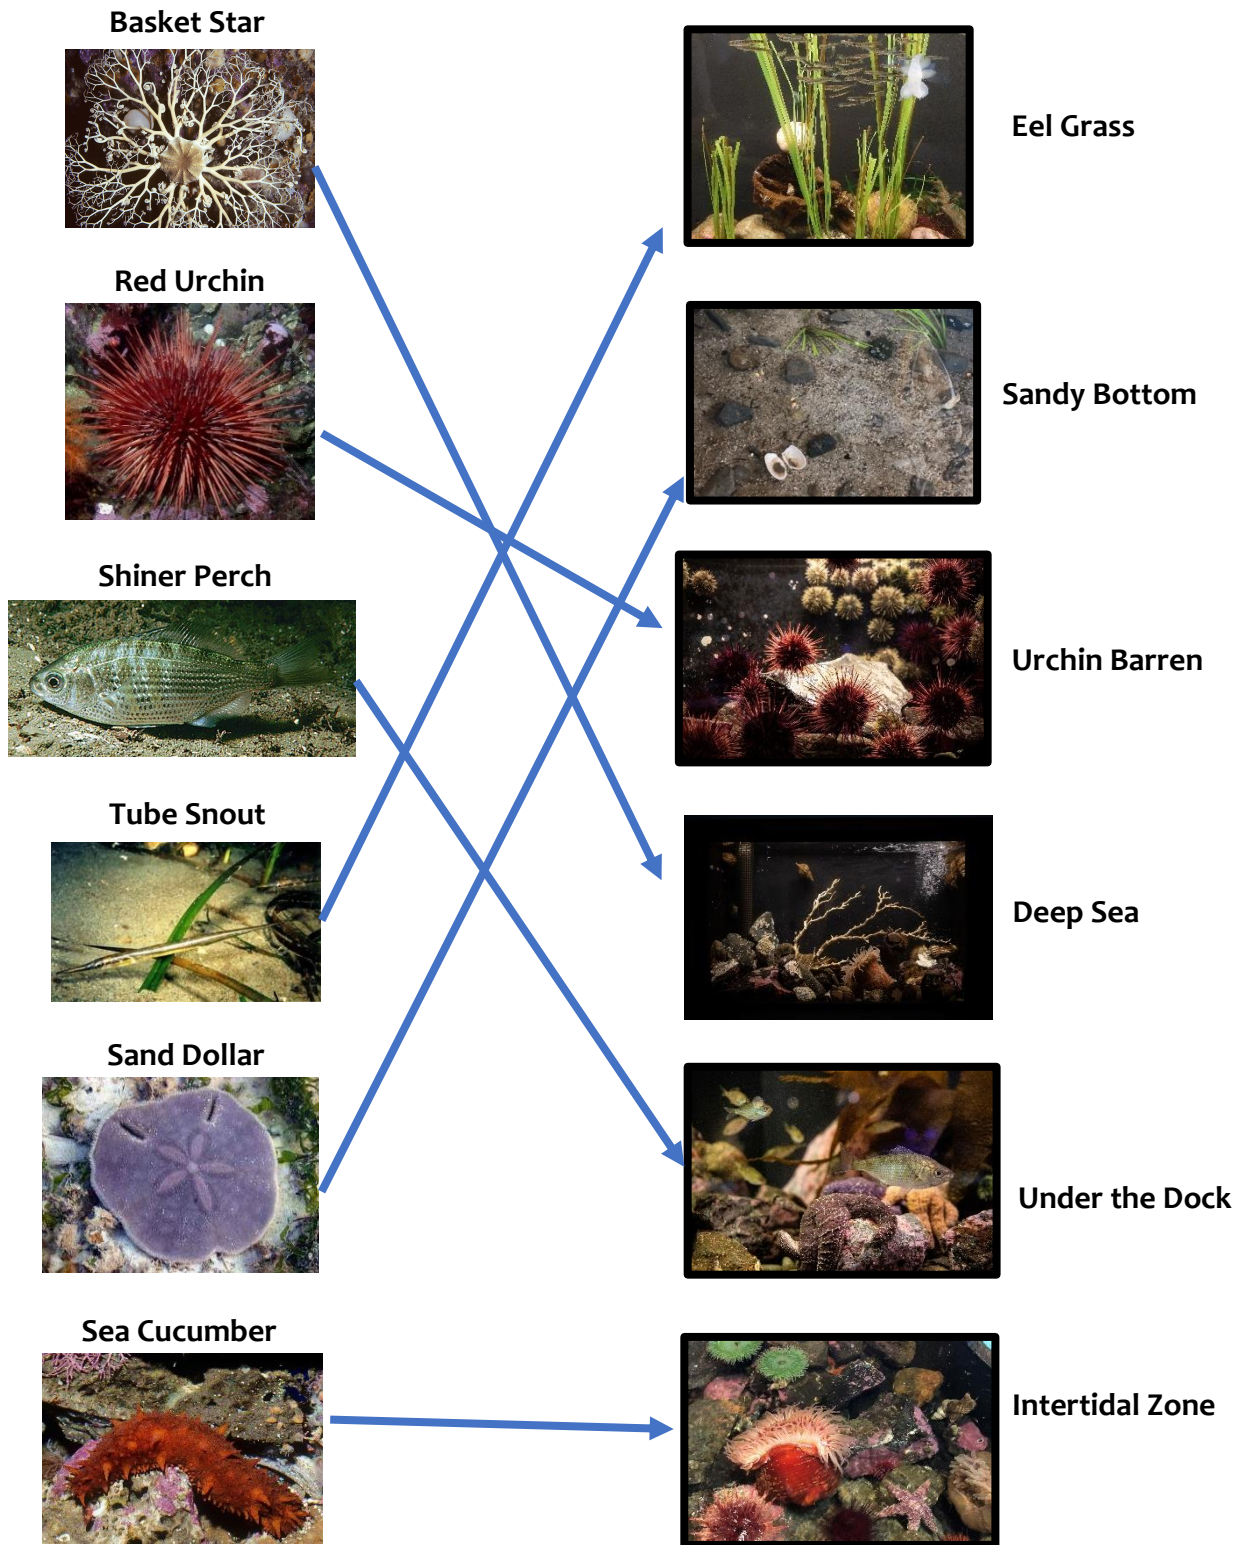 Basket Star
Red Urchin
Shiner Perch
Tube Snout
Sand Dollar
Sea Cucumber
Eel Grass
Sandy Bottom
Urchin Barren
Deep Sea
Under the Dock
Intertidal Zone